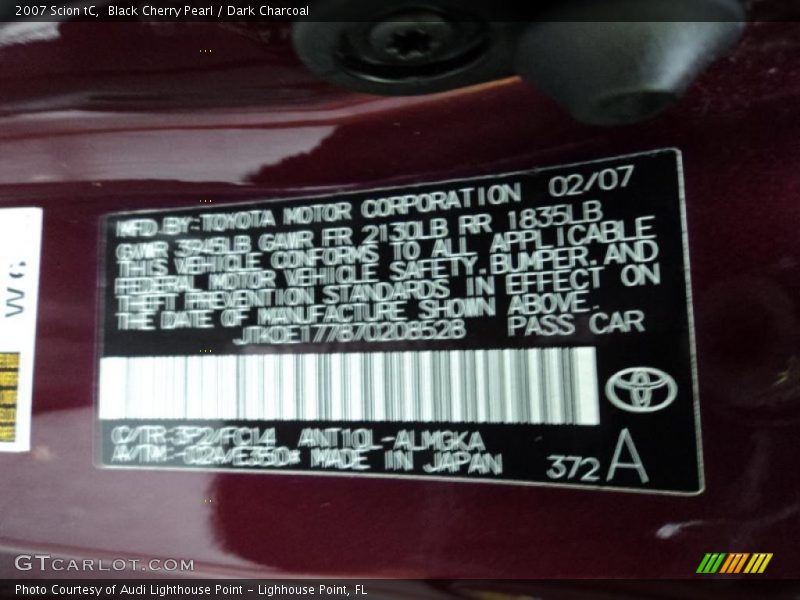 2007 Scion tC, Black Cherry Pearl / Dark Charcoal
MFD.BY:TOYOTA MOTOR CORPORATION 02/07
GVWR 3945LB GAWR FR 2130LB RR 1835LB
THIS VEHICLE CONFORMS TO ALL APPLICABLE
FEDERAL MOTOR VEHICLE SAFETY, BUMPER, AND
THEFT PREVENTION STANDARDS IN EFFECT ON
THE DATE OF MANUFACTURE SHOWN ABOVE.
JTKDE177870208528 PASS CAR
C/TR:3P2/FC14 ANT10L-ALMGKA
A/TM: MADE IN JAPAN
372 A
W6
GTCARLOT.COM
Photo Courtesy of Audi Lighthouse Point - Lighhouse Point, FL